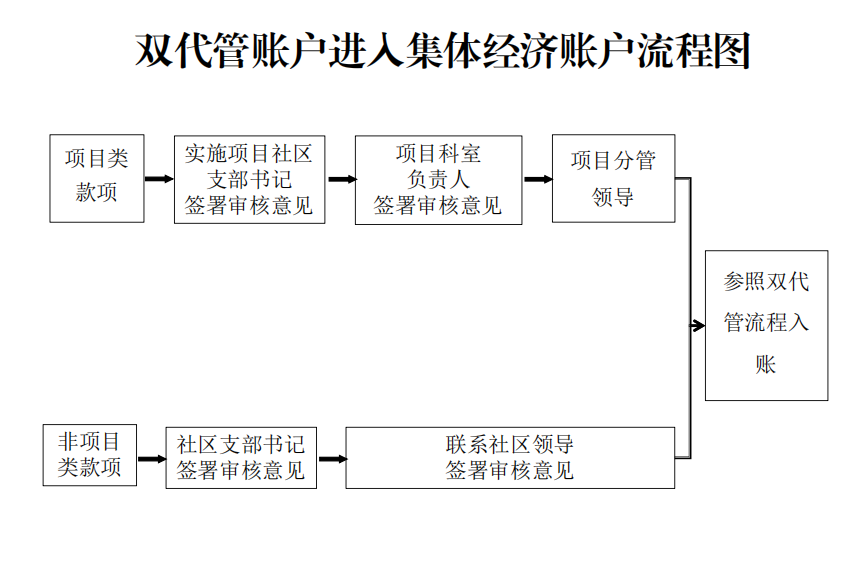 双代管账户进入集体经济账户流程图
项目类
款项
实施项目社区
支部书记
签署审核意见
项目科室
负责人
签署审核意见
项目分管
领导
参照双代
管流程入
账
非项目
类款项
社区支部书记
签署审核意见
联系社区领导
签署审核意见